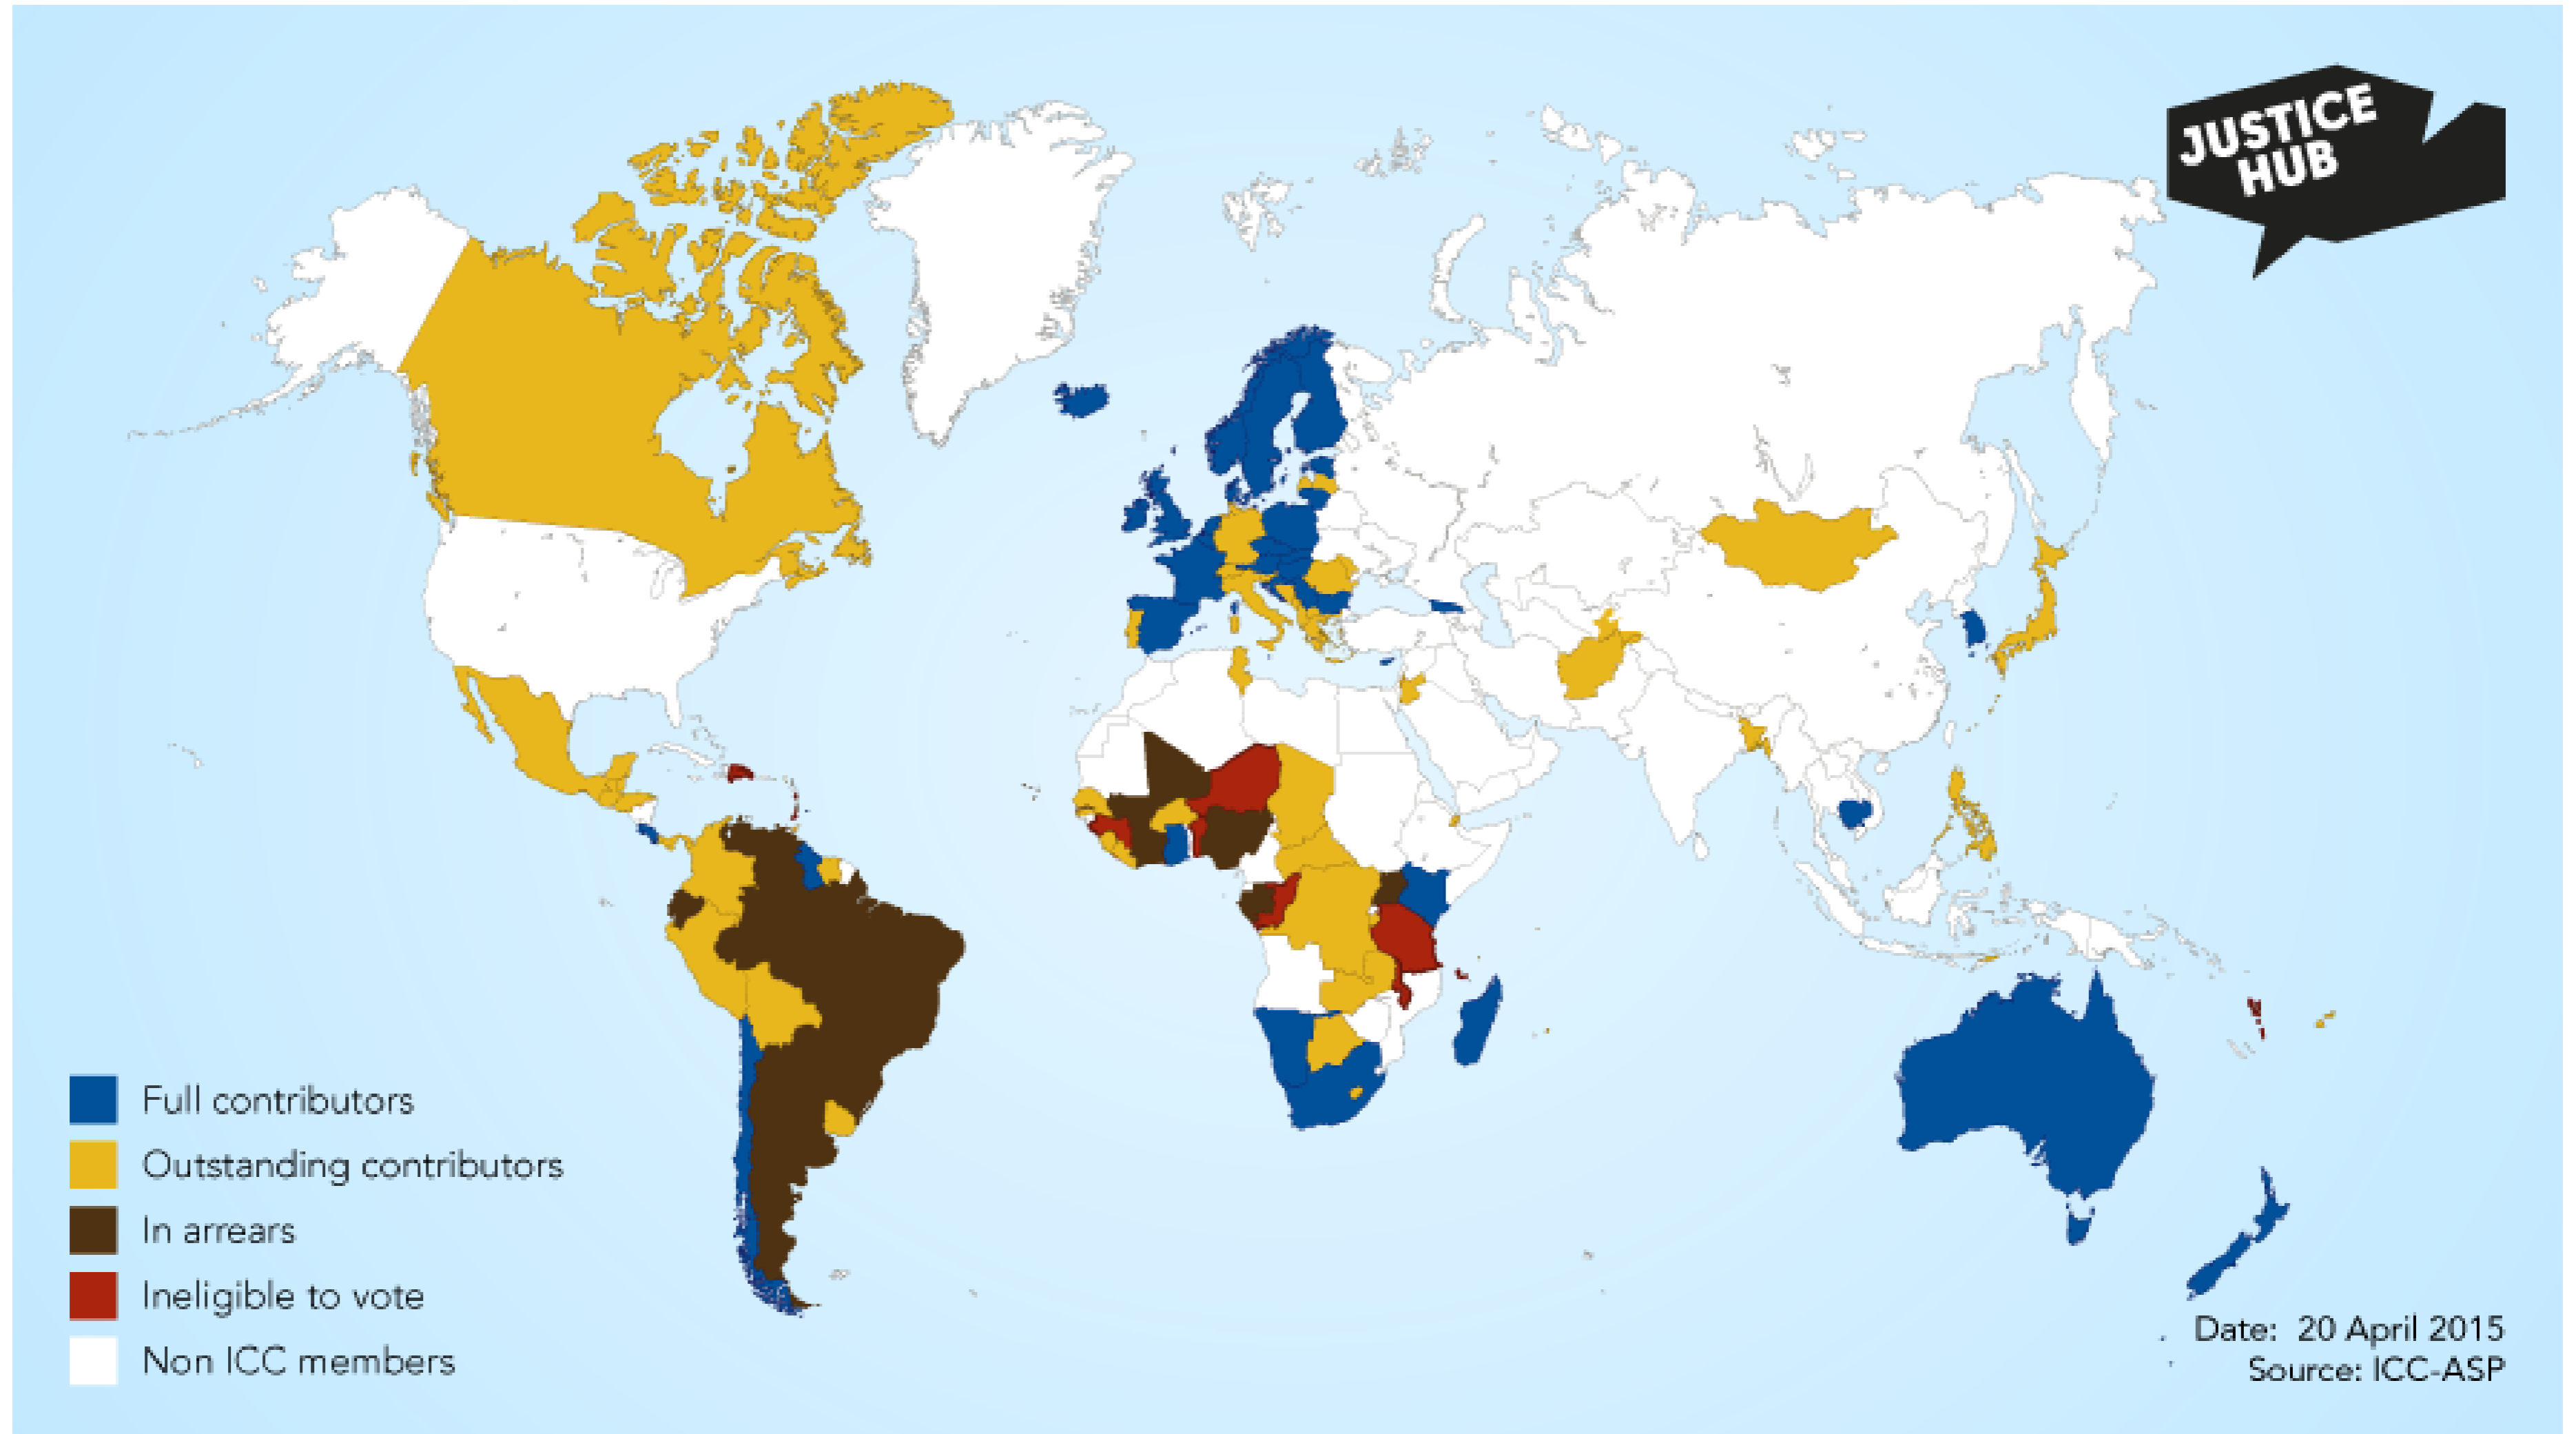 JUSTICE
HUB
Full contributors
Outstanding contributors
In arrears
Ineligible to vote
Non ICC members
Date: 20 April 2015
Source: ICC-ASP